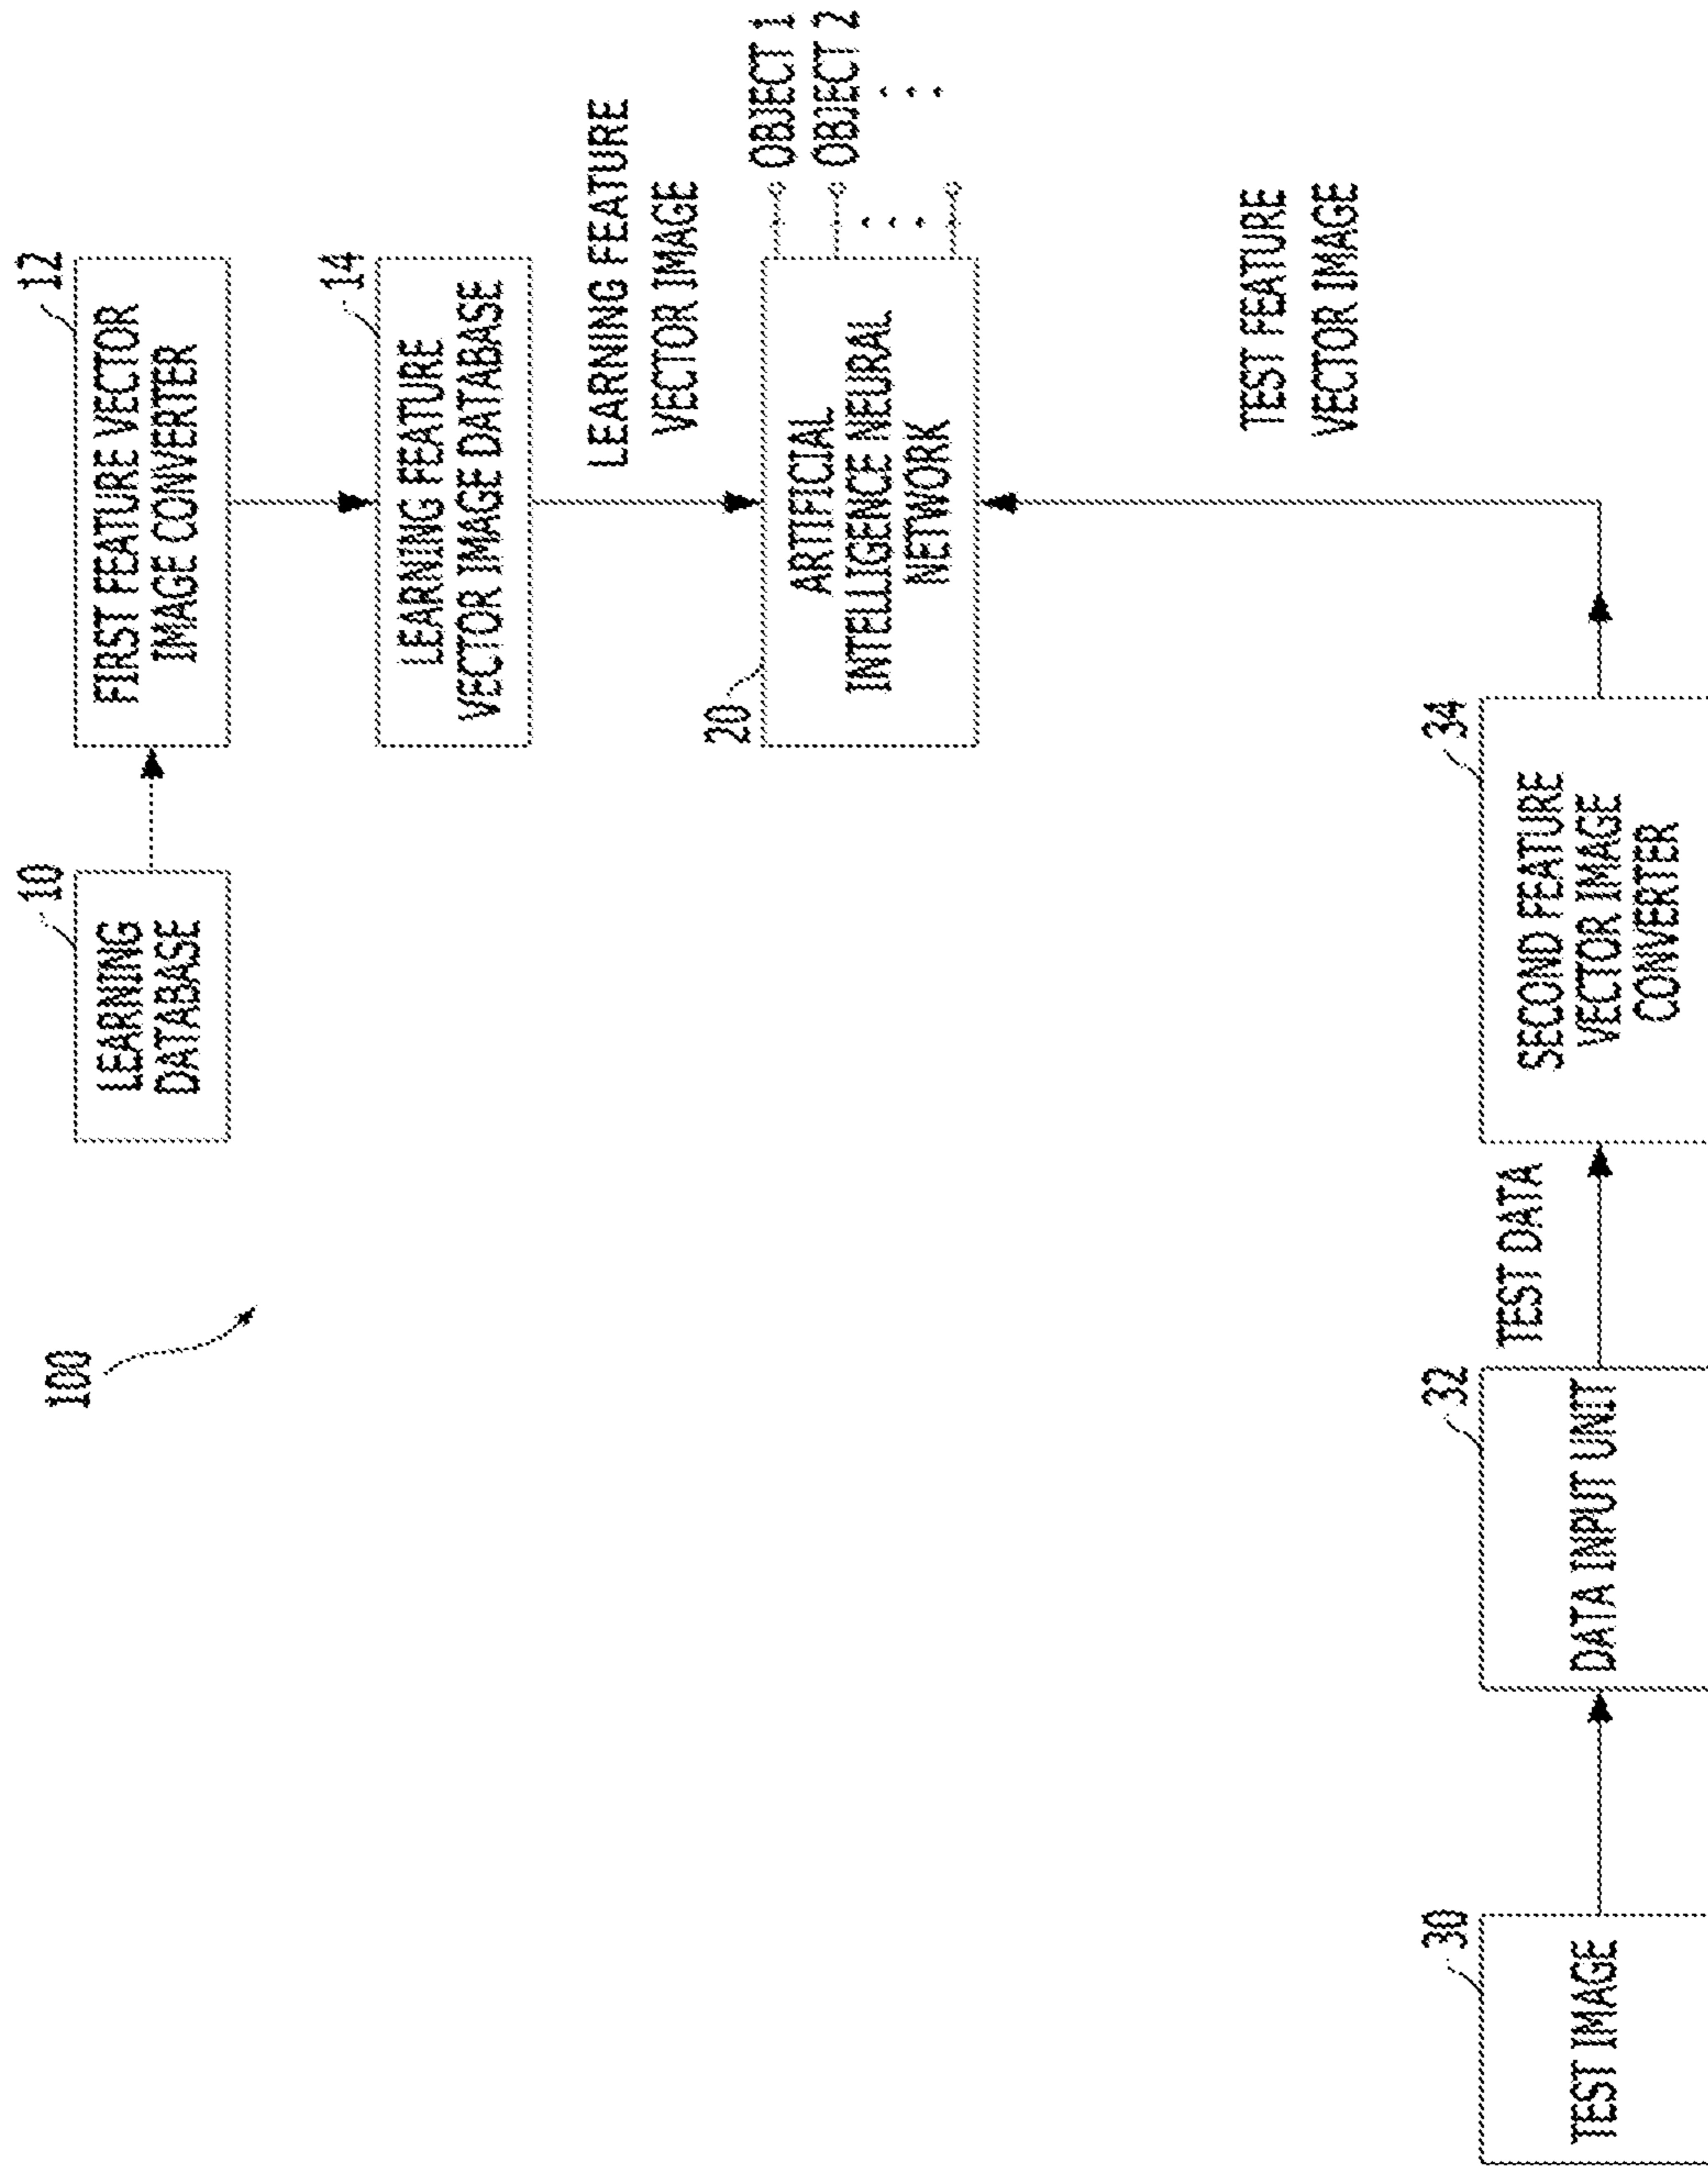 100
10
LEARNING
DATABASE
12
FIRST FEATURE VECTOR
IMAGE CONVERTER
14
LEARNING FEATURE
VECTOR IMAGE DATABASE
LEARNING FEATURE
VECTOR IMAGE
20
ARTIFICIAL
INTELLIGENCE NEURAL
NETWORK
OBJECT 1
OBJECT 2
TEST FEATURE
VECTOR IMAGE
30
TEST IMAGE
32
DATA INPUT UNIT
TEST DATA
34
SECOND FEATURE
VECTOR IMAGE
CONVERTER